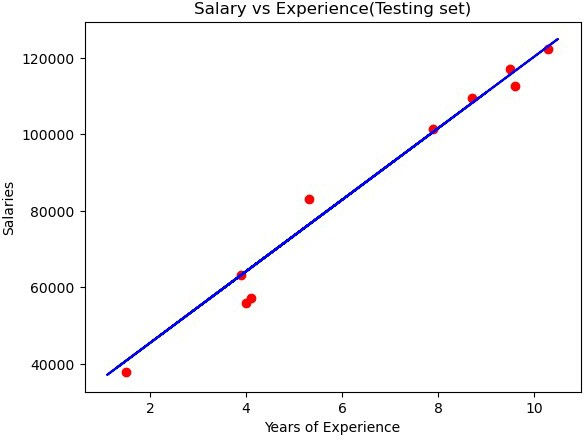 Salary vs Experience(Testing set)
120000
100000
80000
60000
40000
Salaries
2 4 6 8 10
Years of Experience